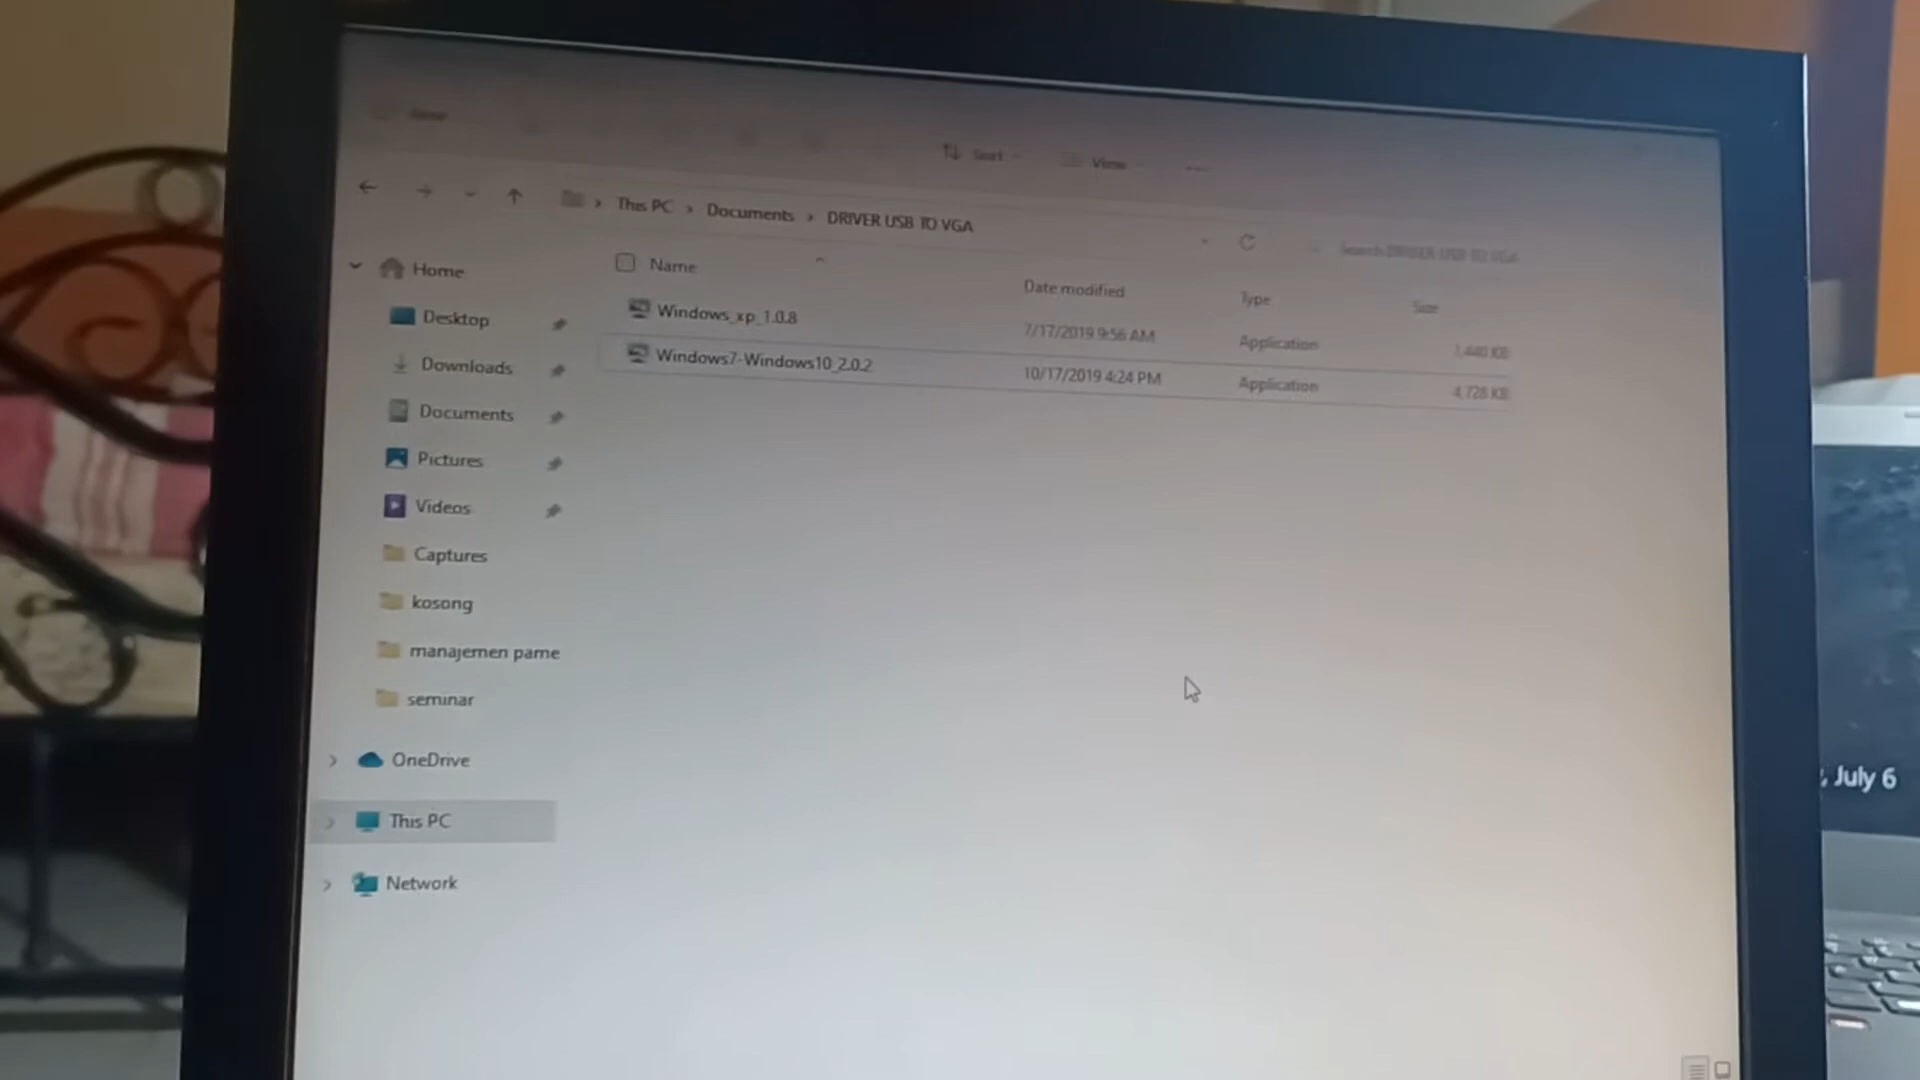 New
Sort
View
This PC > Documents > DRIVER USB TO VGA
Search DRIVER USB TO VGA
Name
Date modified
Type
Size
Windows_xp_1.0.8
7/17/2019 9:56 AM
Application
1,440 KB
Windows7-Windows10_2.0.2
10/17/2019 4:24 PM
Application
4,728 KB
Home
Desktop
Downloads
Documents
Pictures
Videos
Captures
kosong
manajemen pame
seminar
OneDrive
This PC
Network
, July 6